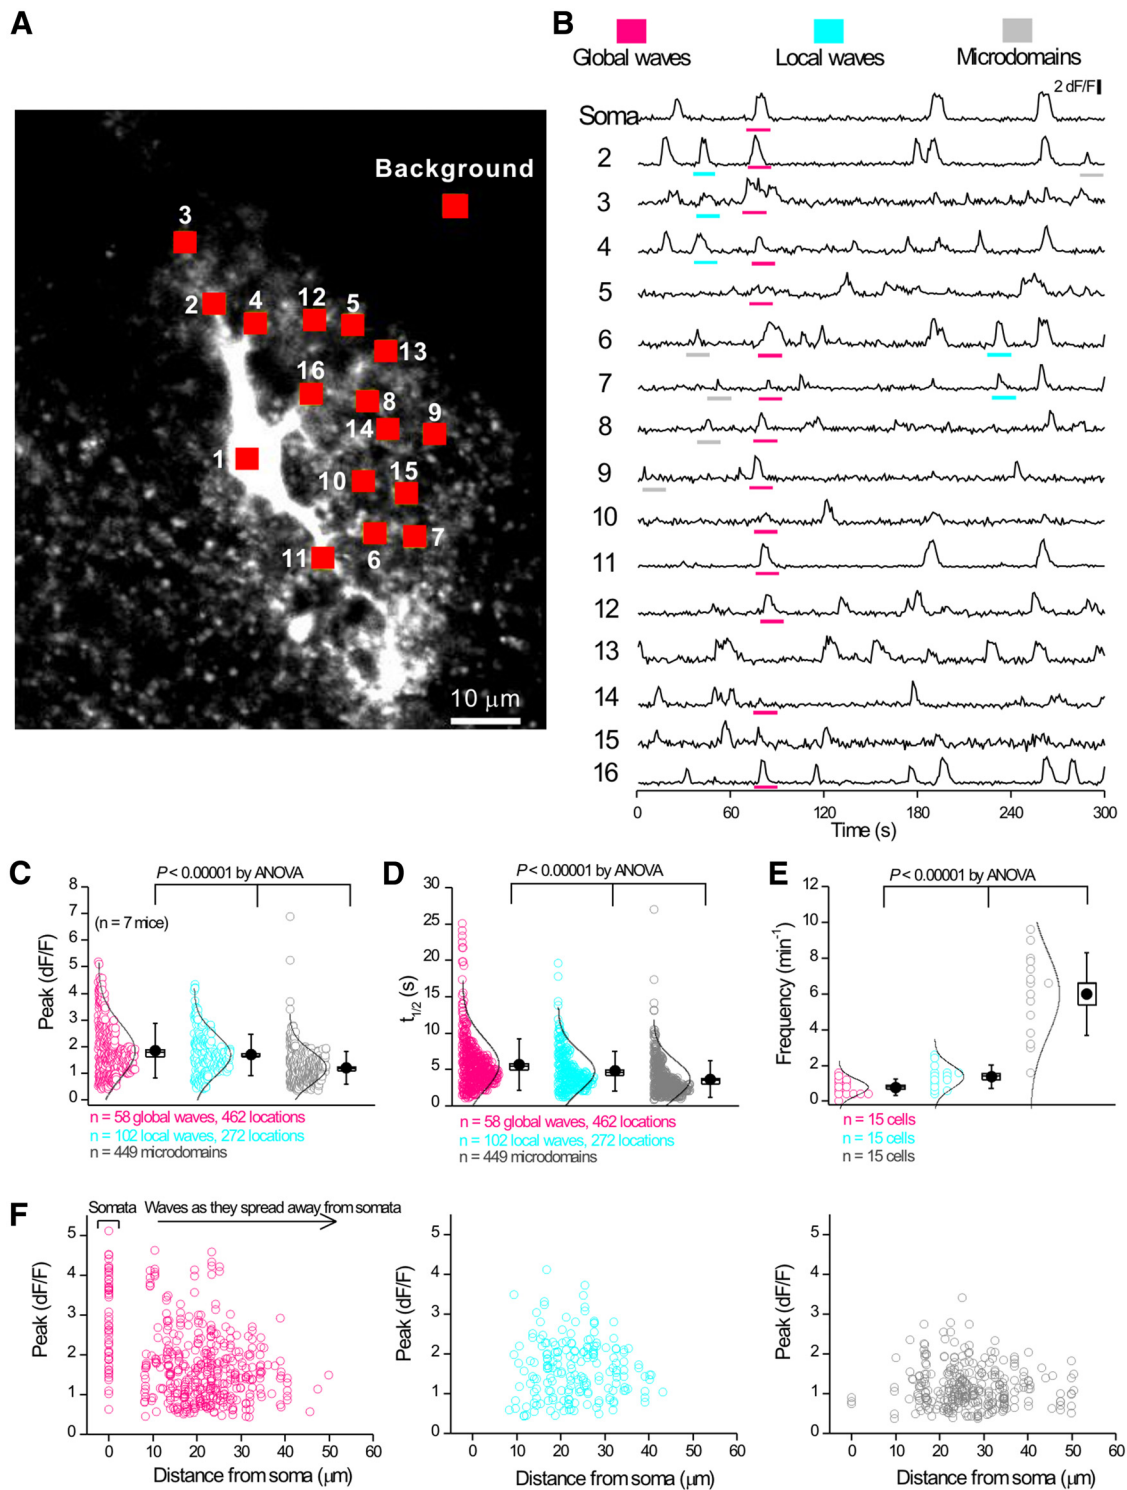 A
Background
3
2 4 12 5
13
16
8
14 9
1
10 15
11 6 7
10 μm
B
Global waves Local waves Microdomains
2 dF/F
Soma
2
3
4
5
6
7
8
9
10
11
12
13
14
15
16
0 60 120 180 240 300
Time (s)
C
P < 0.00001 by ANOVA
(n = 7 mice)
Peak (dF/F)
8
7
6
5
4
3
2
1
0
n = 58 global waves, 462 locations
n = 102 local waves, 272 locations
n = 449 microdomains
D
P < 0.00001 by ANOVA
t1/2 (s)
30
25
20
15
10
5
0
n = 58 global waves, 462 locations
n = 102 local waves, 272 locations
n = 449 microdomains
E
P < 0.00001 by ANOVA
Frequency (min-1)
12
10
8
6
4
2
0
n = 15 cells
n = 15 cells
n = 15 cells
F
Somata Waves as they spread away from somata
Peak (dF/F)
5
4
3
2
1
0
0 10 20 30 40 50 60
Distance from soma (μm)
Peak (dF/F)
5
4
3
2
1
0
0 10 20 30 40 50 60
Distance from soma (μm)
Peak (dF/F)
5
4
3
2
1
0
0 10 20 30 40 50 60
Distance from soma (μm)